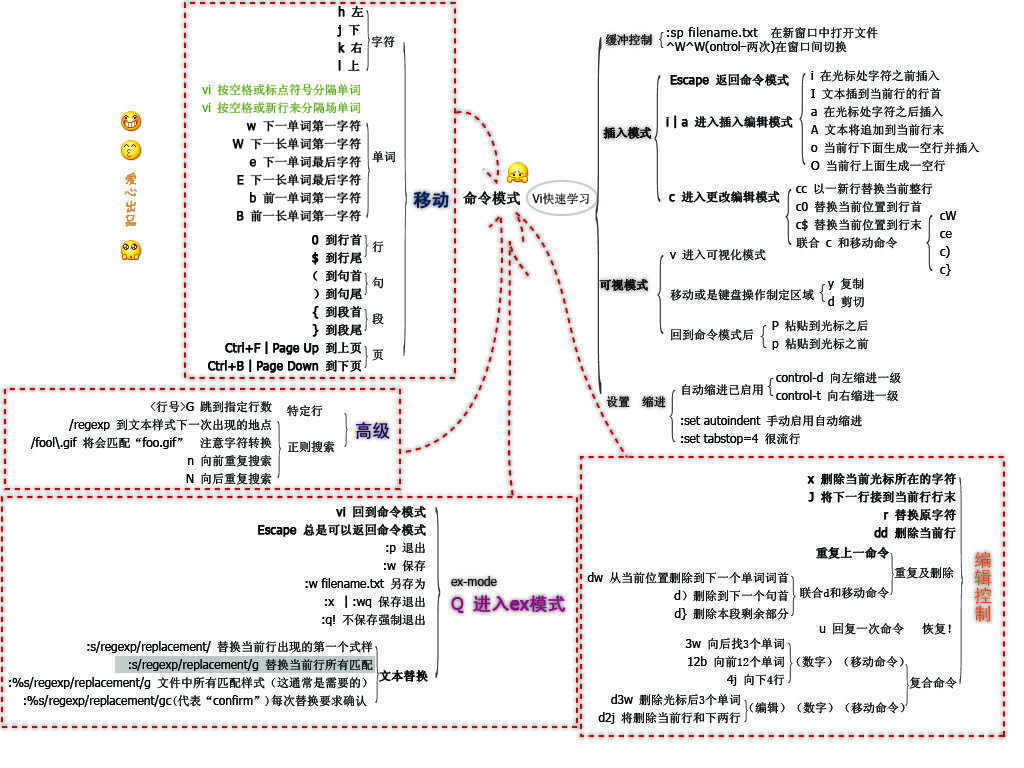 h 左
j 下
k 右
l 上
字符
vi 按空格或标点符号分隔单词
vi 按空格或新行来分隔场单词
w 下一单词第一字符
W 下一长单词第一字符
e 下一单词最后字符
E 下一长单词最后字符
b 前一单词第一字符
B 前一长单词第一字符
单词
0 到行首
$ 到行尾
行
（ 到句首
）到句尾
句
{ 到段首
} 到段尾
段
Ctrl+F | Page Up 到上页
Ctrl+B | Page Down 到下页
页
移动
爱心出品
命令模式
Vi快速学习
缓冲控制
:sp filename.txt 在新窗口中打开文件
^W^W(ontrol-两次)在窗口间切换
插入模式
Escape 返回命令模式
i | a 进入插入编辑模式
i 在光标处字符之前插入
I 文本插到当前行的行首
a 在光标处字符之后插入
A 文本将追加到当前行末
o 当前行下面生成一空行并插入
O 当前行上面生成一空行
c 进入更改编辑模式
cc 以一新行替换当前整行
c0 替换当前位置到行首
c$ 替换当前位置到行末
联合 c 和移动命令
cW
ce
c)
c}
可视模式
v 进入可视化模式
移动或是键盘操作制定区域
y 复制
d 剪切
回到命令模式后
P 粘贴到光标之后
p 粘贴到光标之前
设置 缩进
自动缩进已启用
control-d 向左缩进一级
control-t 向右缩进一级
:set autoindent 手动启用自动缩进
:set tabstop=4 很流行
<行号>G 跳到指定行数
特定行
/regexp 到文本样式下一次出现的地点
/fool\.gif 将会匹配“foo.gif” 注意字符转换
n 向前重复搜索
N 向后重复搜索
正则搜索
高级
vi 回到命令模式
Escape 总是可以返回命令模式
:p 退出
:w 保存
:w filename.txt 另存为
:x | :wq 保存退出
:q! 不保存强制退出
:s/regexp/replacement/ 替换当前行出现的第一个式样
:s/regexp/replacement/g 替换当前行所有匹配
:%s/regexp/replacement/g 文件中所有匹配样式（这通常是需要的）
:%s/regexp/replacement/gc(代表“confirm”)每次替换要求确认
文本替换
ex-mode
Q 进入ex模式
x 删除当前光标所在的字符
J 将下一行接到当前行行末
r 替换原字符
dd 删除当前行
重复上一命令
dw 从当前位置删除到下一个单词词首
d）删除到下一个句首
d} 删除本段剩余部分
联合d和移动命令
重复及删除
u 回复一次命令 恢复！
3w 向后找3个单词
12b 向前12个单词
4j 向下4行
（数字）（移动命令）
d3w 删除光标后3个单词
d2j 将删除当前行和下两行
（编辑）（数字）（移动命令）
复合命令
编辑控制